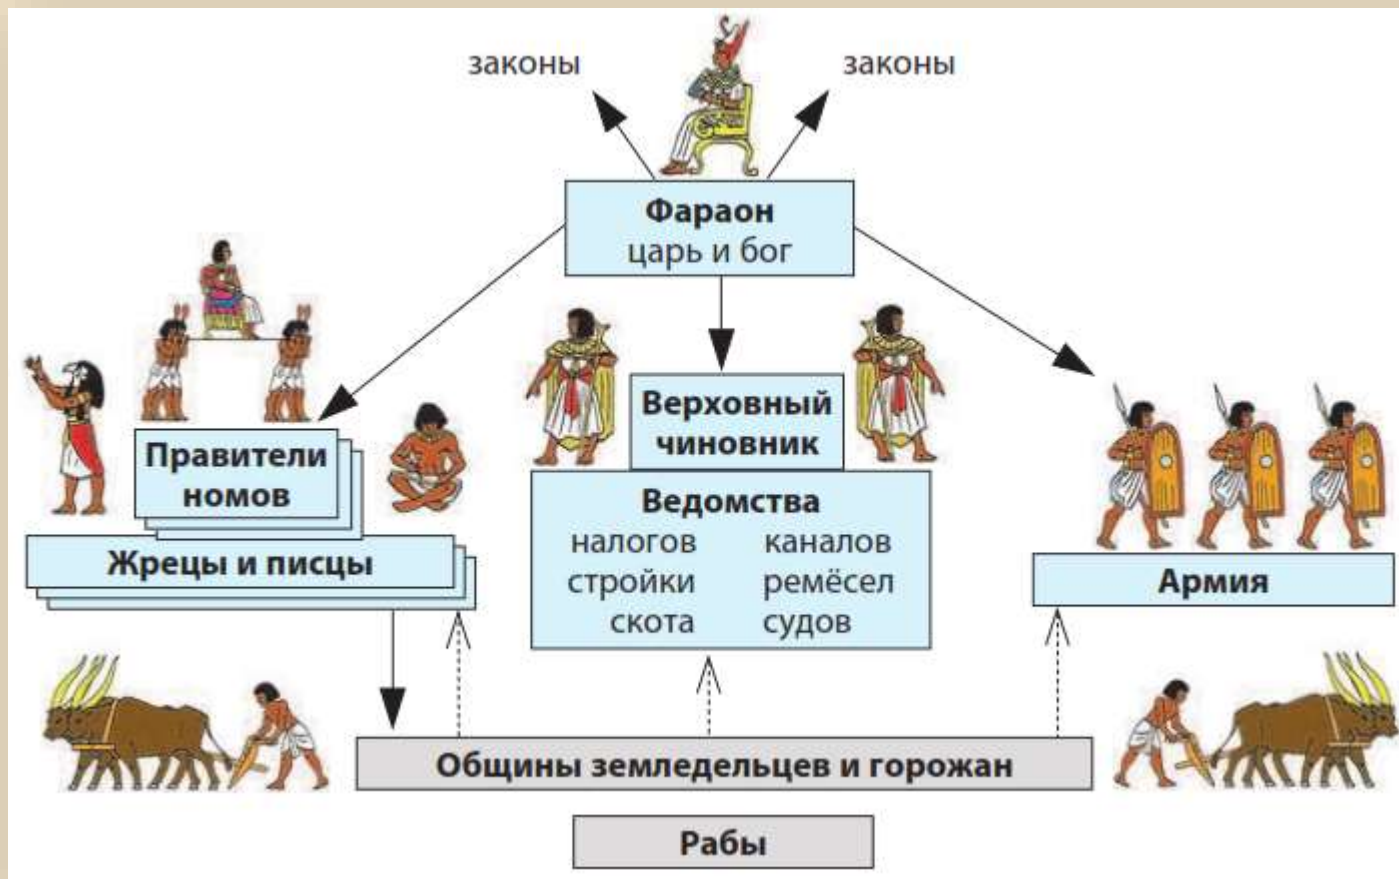 законы
законы
Фараон
царь и бог
Правители
номов
Жрецы и писцы
Верховный
чиновник
Ведомства
налогов каналов
стройки ремёсел
скота судов
Армия
Общины земледельцев и горожан
Рабы